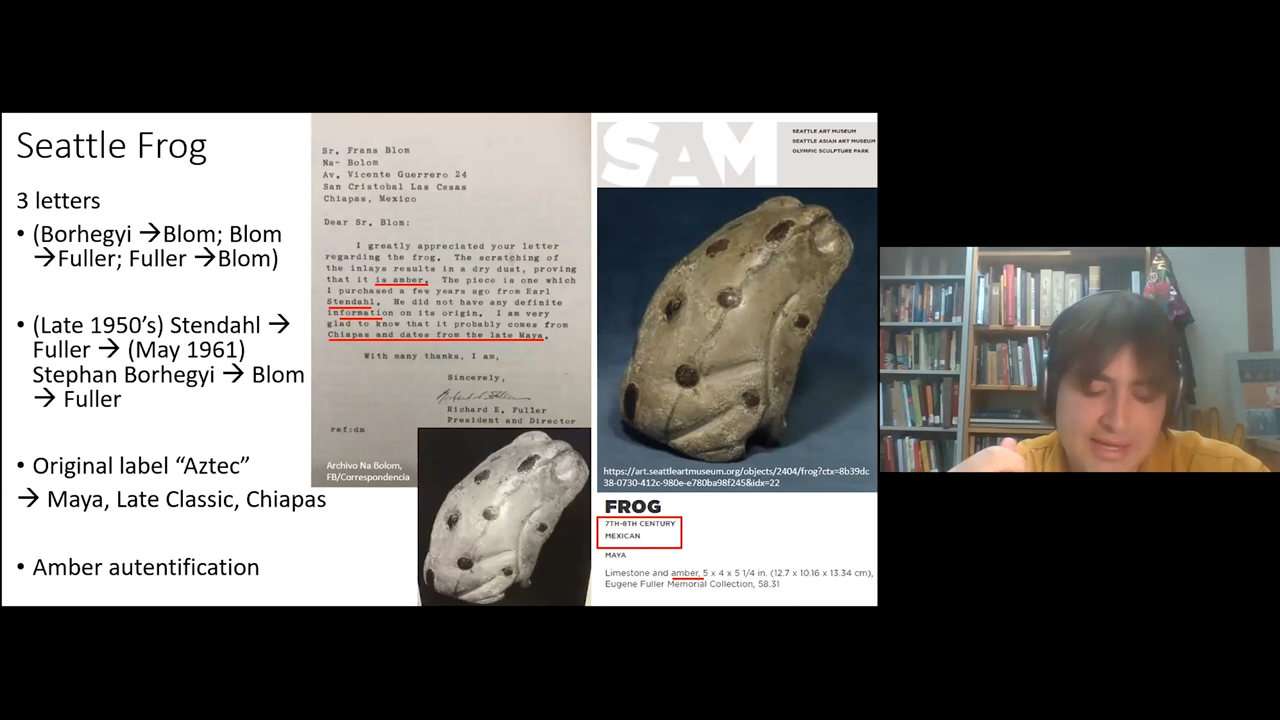 Seattle Frog
3 letters
• (Borhegyi →Blom; Blom
→Fuller; Fuller →Blom)
• (Late 1950’s) Stendahl →
Fuller → (May 1961)
Stephan Borhegyi → Blom
→ Fuller
• Original label “Aztec”
→ Maya, Late Classic, Chiapas
• Amber autentification
Sr. Frans Blom
Na- Bolom
Av. Vicente Guerrero 24
San Cristobal Las Cesas
Chiapas, Mexico
Dear Sr. Blom:
I greatly appreciated your letter
regarding the frog. The scratching of
the inlays results in a dry dust, proving
that it is amber. The piece is one which
I purchased a few years ago from Earl
Stendahl. He did not have any definite
information on its origin. I am very
glad to know that it probably comes from
Chiapas and dates from the late Maya.
With many thanks, I am,
Sincerely,
Richard E. Fuller
President and Director
ref:dm
Archivo Na Bolom,
FB/Correspondencia
SAM
SEATTLE ART MUSEUM
SEATTLE ASIAN ART MUSEUM
OLYMPIC SCULPTURE PARK
https://art.seattleartmuseum.org/objects/2404/frog?ctx=8b39dc
38-0730-412c-980e-e780ba98f245&idx=22
FROG
7TH-8TH CENTURY
MEXICAN
MAYA
Limestone and amber, 5 x 4 x 5 1/4 in. (12.7 x 10.16 x 13.34 cm),
Eugene Fuller Memorial Collection, 58.31